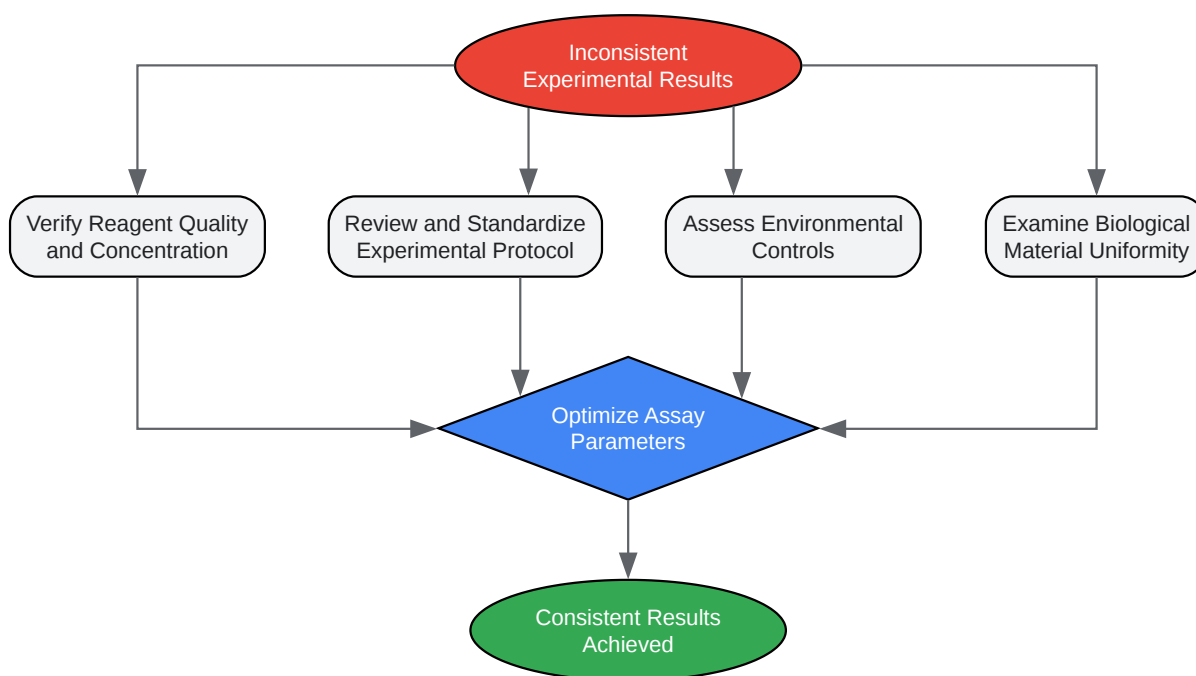 Inconsistent
Experimental Results
Verify Reagent Quality
and Concentration
Review and Standardize
Experimental Protocol
Assess Environmental
Controls
Examine Biological
Material Uniformity
Optimize Assay
Parameters
Consistent Results
Achieved